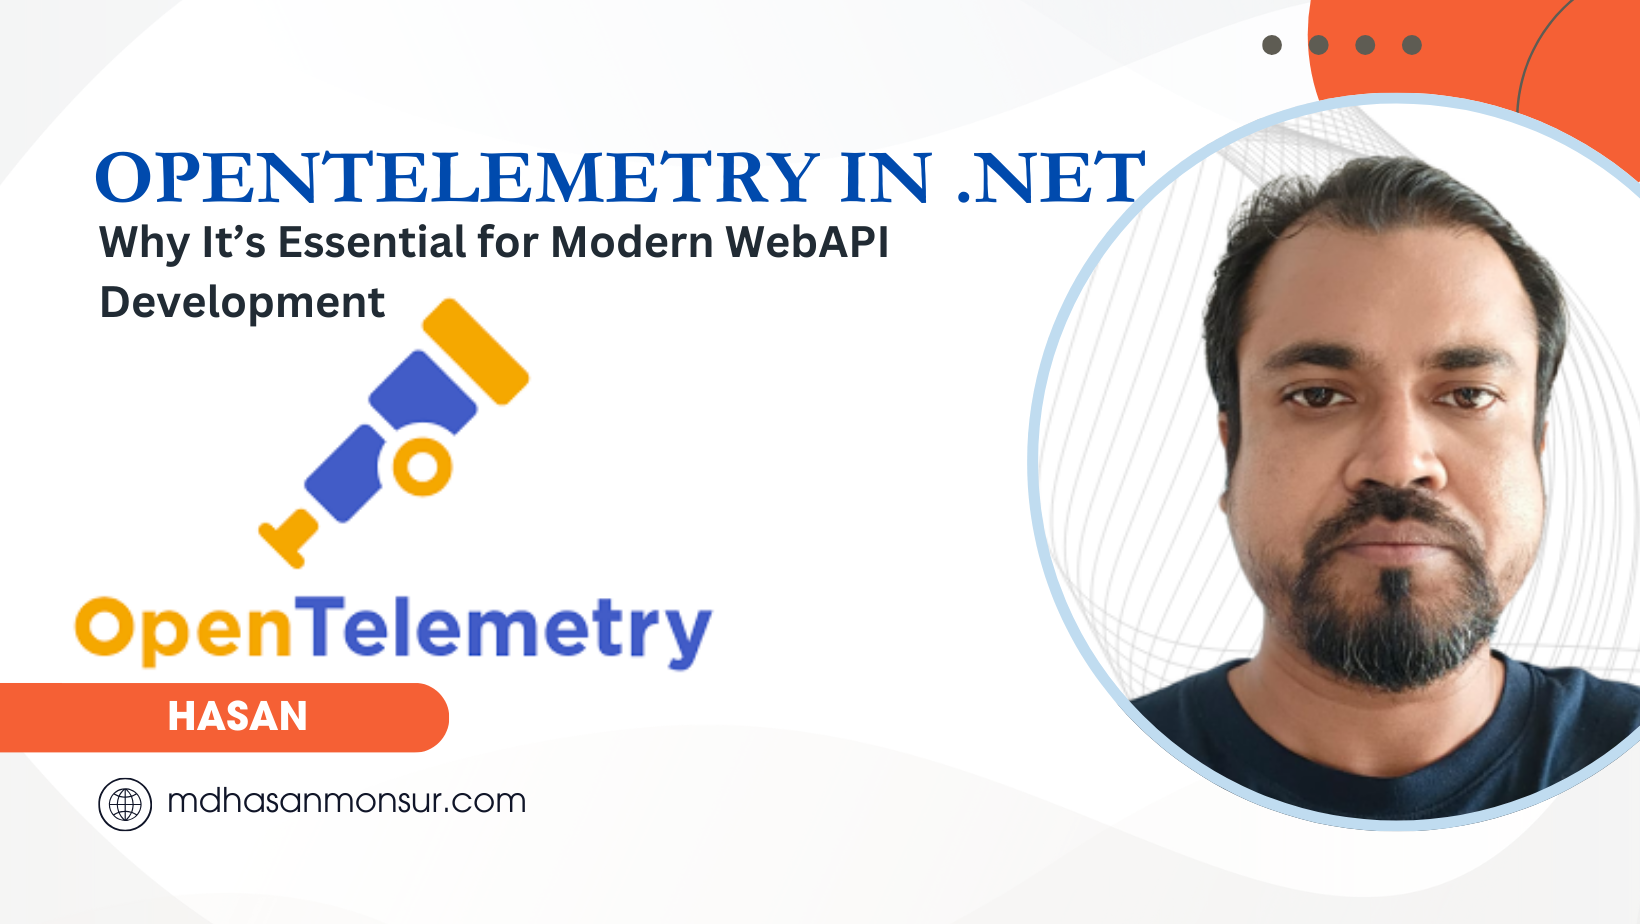 OPENTELEMETRY IN .NET
Why It’s Essential for Modern WebAPI
Development
OpenTelemetry
HASAN
mdhasanmonsur.com